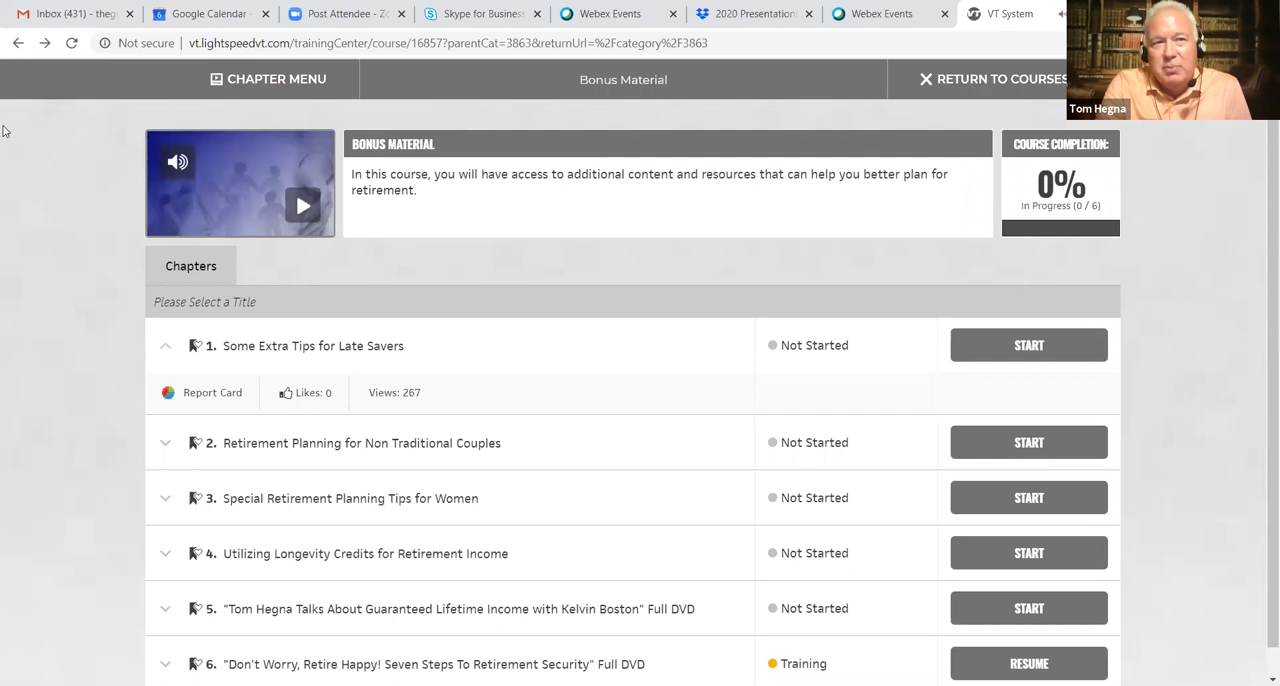 Inbox (431) - theg
Google Calendar -
Post Attendee - Zo
Skype for Business
Webex Events
2020 Presentations
Webex Events
VT System
Not secure | vt.lightspeedvt.com/trainingCenter/course/16857?parentCat=3863&returnUrl=%2Fcategory%2F3863
CHAPTER MENU
Bonus Material
RETURN TO COURSES
Tom Hegna
BONUS MATERIAL
In this course, you will have access to additional content and resources that can help you better plan for
retirement.
COURSE COMPLETION:
0%
In Progress (0 / 6)
Chapters
Please Select a Title
1. Some Extra Tips for Late Savers Not Started START
Report Card Likes: 0 Views: 267
2. Retirement Planning for Non Traditional Couples Not Started START
3. Special Retirement Planning Tips for Women Not Started START
4. Utilizing Longevity Credits for Retirement Income Not Started START
5. "Tom Hegna Talks About Guaranteed Lifetime Income with Kelvin Boston" Full DVD Not Started START
6. "Don't Worry, Retire Happy! Seven Steps To Retirement Security" Full DVD Training RESUME